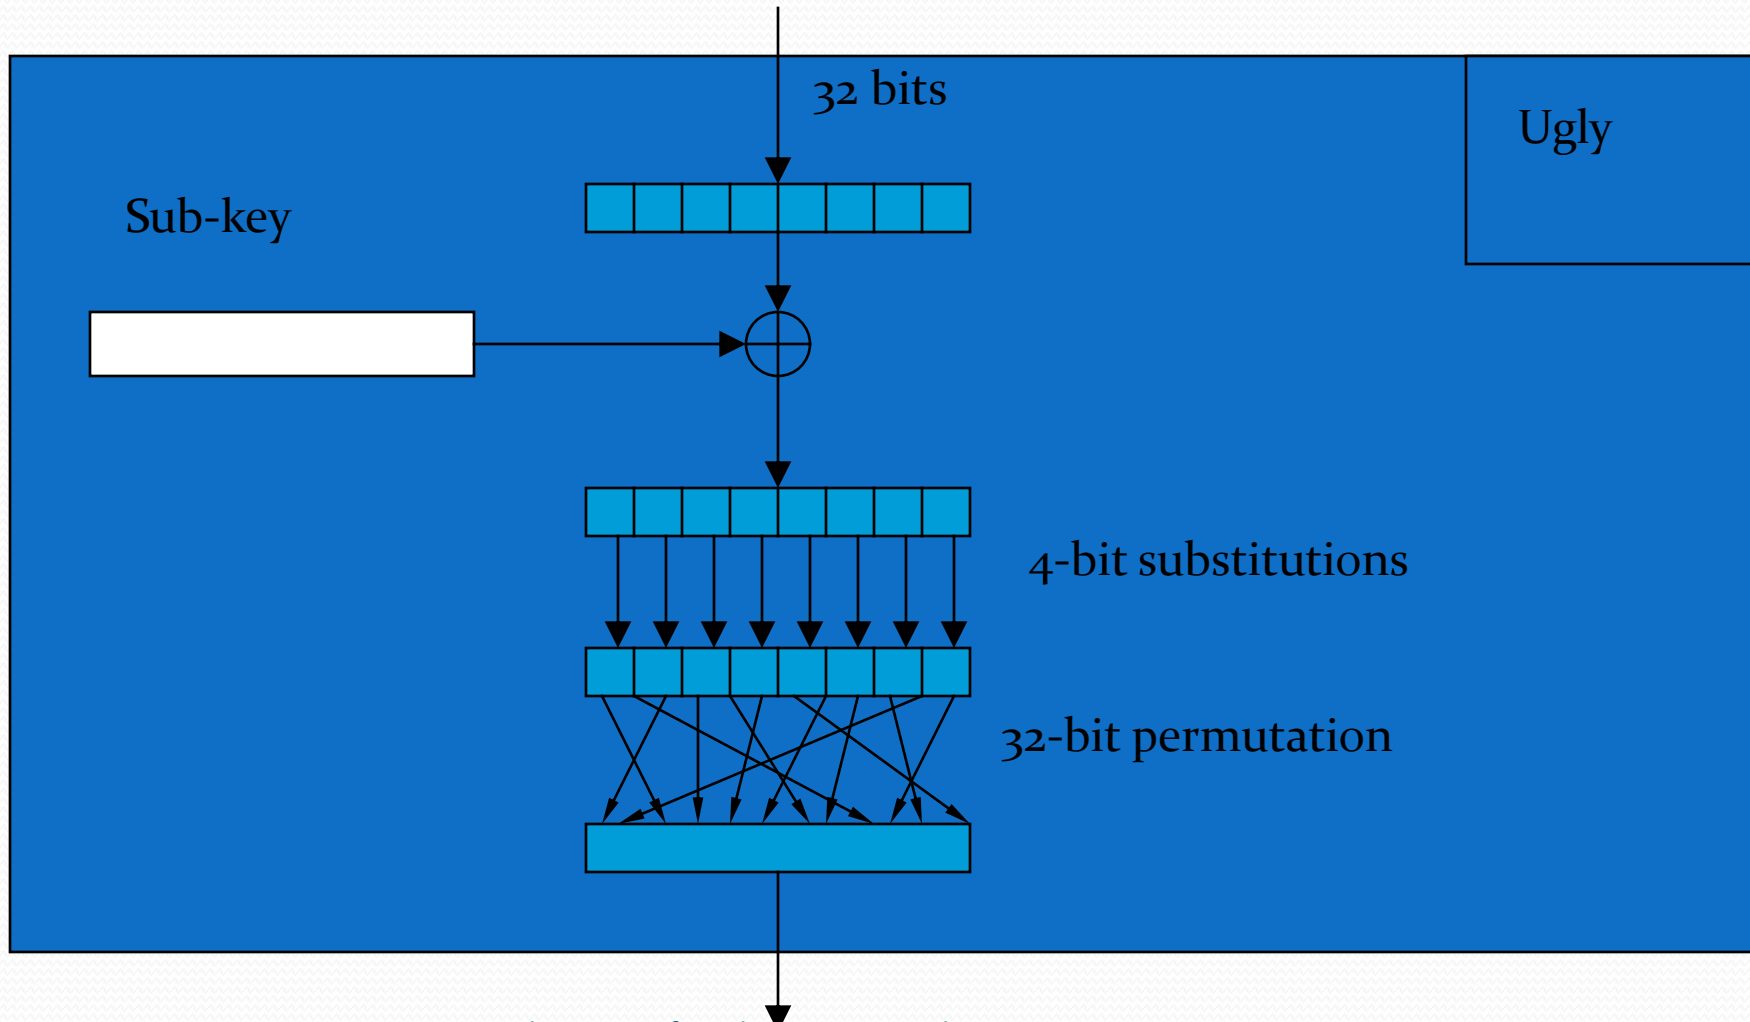 32 bits
Ugly
Sub-key
4-bit substitutions
32-bit permutation